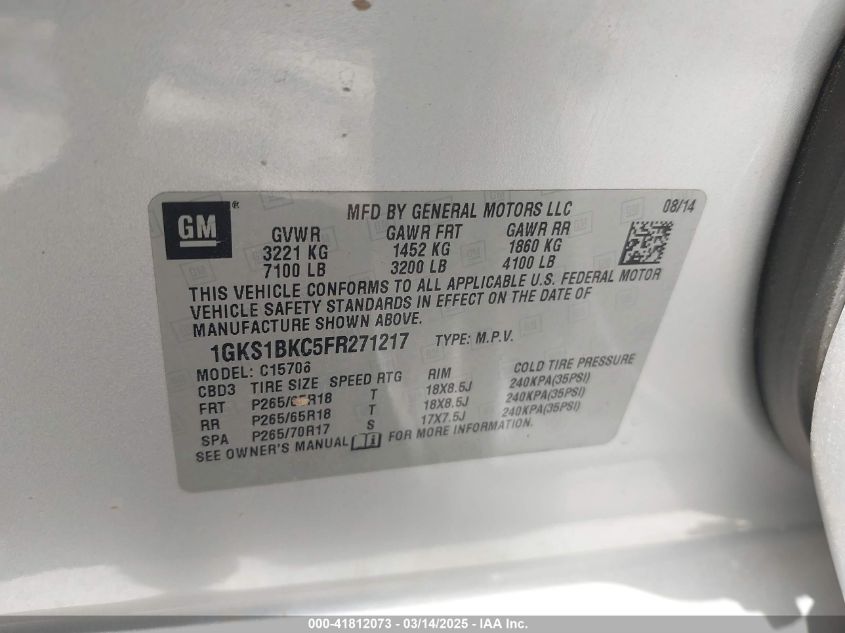 GM ®
MFD BY GENERAL MOTORS LLC 08/14
GVWR GAWR FRT GAWR RR
3221 KG 1452 KG 1860 KG
7100 LB 3200 LB 4100 LB
THIS VEHICLE CONFORMS TO ALL APPLICABLE U.S. FEDERAL MOTOR
VEHICLE SAFETY STANDARDS IN EFFECT ON THE DATE OF
MANUFACTURE SHOWN ABOVE.
1GKS1BKC5FR271217 TYPE: M.P.V.
MODEL: C15706
CBD3 TIRE SIZE SPEED RTG RIM COLD TIRE PRESSURE
FRT T 18X8.5J 240KPA(35PSI)
RR P265/65R18 T 18X8.5J 240KPA(35PSI)
SPA P265/70R17 S 17X7.5J 240KPA(35PSI)
SEE OWNER'S MANUAL FOR MORE INFORMATION.
000-41812073 - 03/14/2025 - IAA Inc.